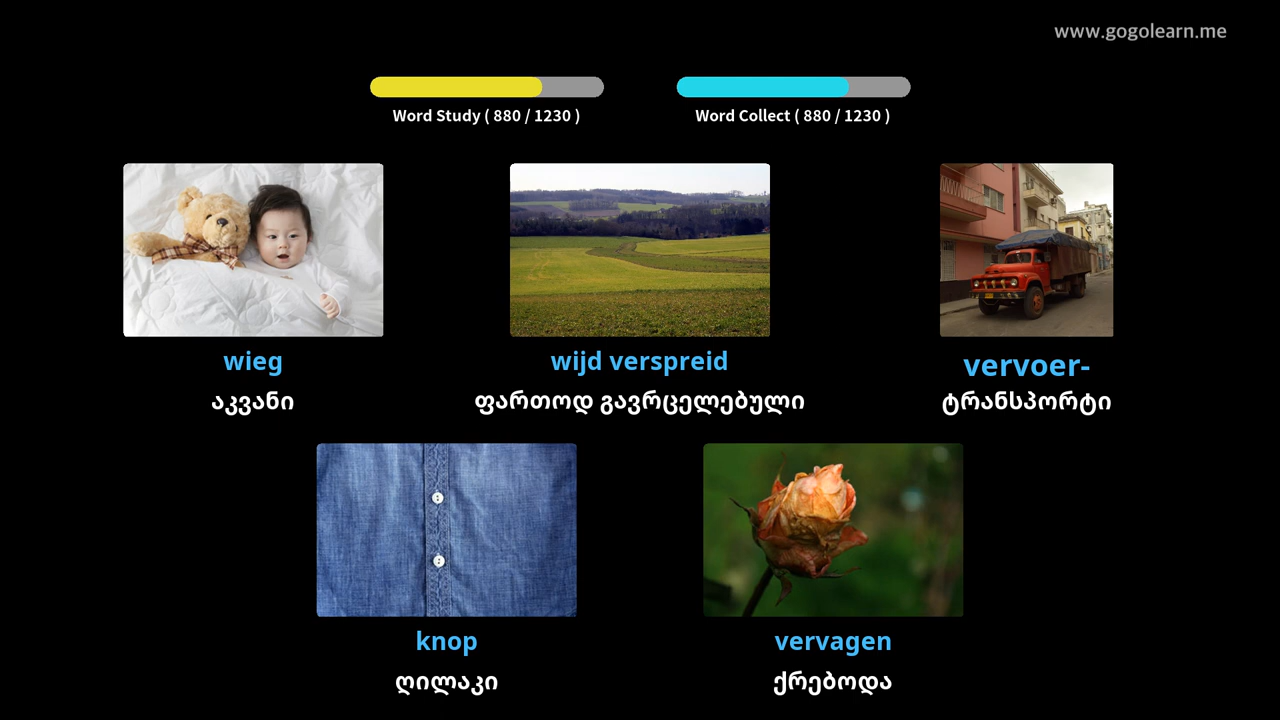 www.gogolearn.me
Word Study ( 880 / 1230 )
Word Collect ( 880 / 1230 )
wieg
აკვანი
wijd verspreid
ფართოდ გავრცელებული
vervoer-
ტრანსპორტი
knop
ღილაკი
vervagen
ქრებოდა